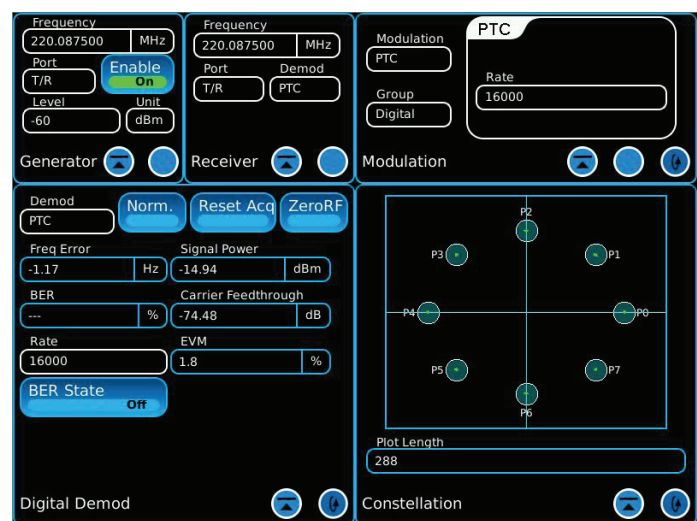 Frequency
220.087500 MHz
Port
T/R
Enable
On
Level Unit
-60 dBm
Generator
Frequency
220.087500 MHz
Port Demod
T/R PTC
Receiver
Modulation
PTC
Group
Digital
PTC
Rate
16000
Modulation
Demod
PTC
Norm.
Reset Acq
ZeroRF
Freq Error Signal Power
-1.17 Hz -14.94 dBm
BER Carrier Feedthrough
--- % -74.48 dB
Rate EVM
16000 1.8 %
BER State
Off
Digital Demod
P2
P3 P1
P4 P0
P5 P7
P6
Plot Length
288
Constellation